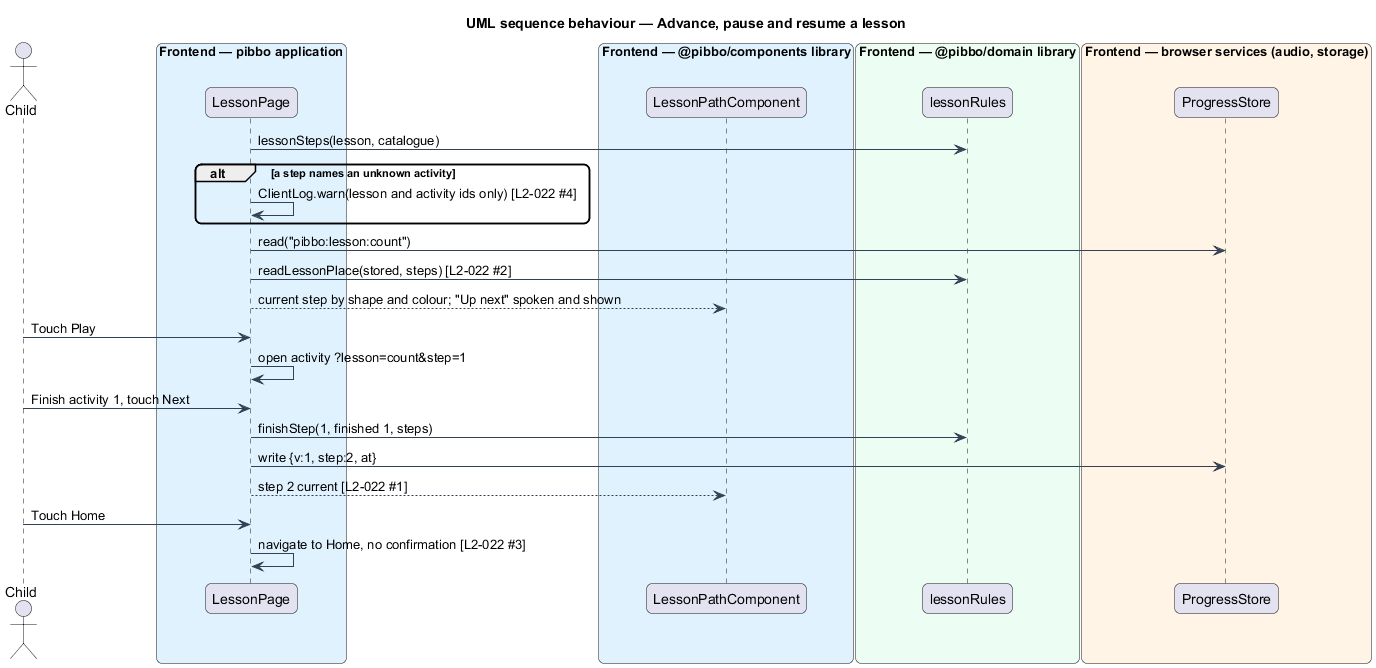 UML sequence behaviour — Advance, pause and resume a lesson
Frontend — pibbo application
Frontend — @pibbo/components library
Frontend — @pibbo/domain library
Frontend — browser services (audio, storage)
Child
LessonPage
LessonPathComponent
lessonRules
ProgressStore
lessonSteps(lesson, catalogue)
alt
[a step names an unknown activity]
ClientLog.warn(lesson and activity ids only) [L2-022 #4]
read("pibbo:lesson:count")
readLessonPlace(stored, steps) [L2-022 #2]
current step by shape and colour; "Up next" spoken and shown
Touch Play
open activity ?lesson=count&step=1
Finish activity 1, touch Next
finishStep(1, finished 1, steps)
write {v:1, step:2, at}
step 2 current [L2-022 #1]
Touch Home
navigate to Home, no confirmation [L2-022 #3]
Child
LessonPage
LessonPathComponent
lessonRules
ProgressStore